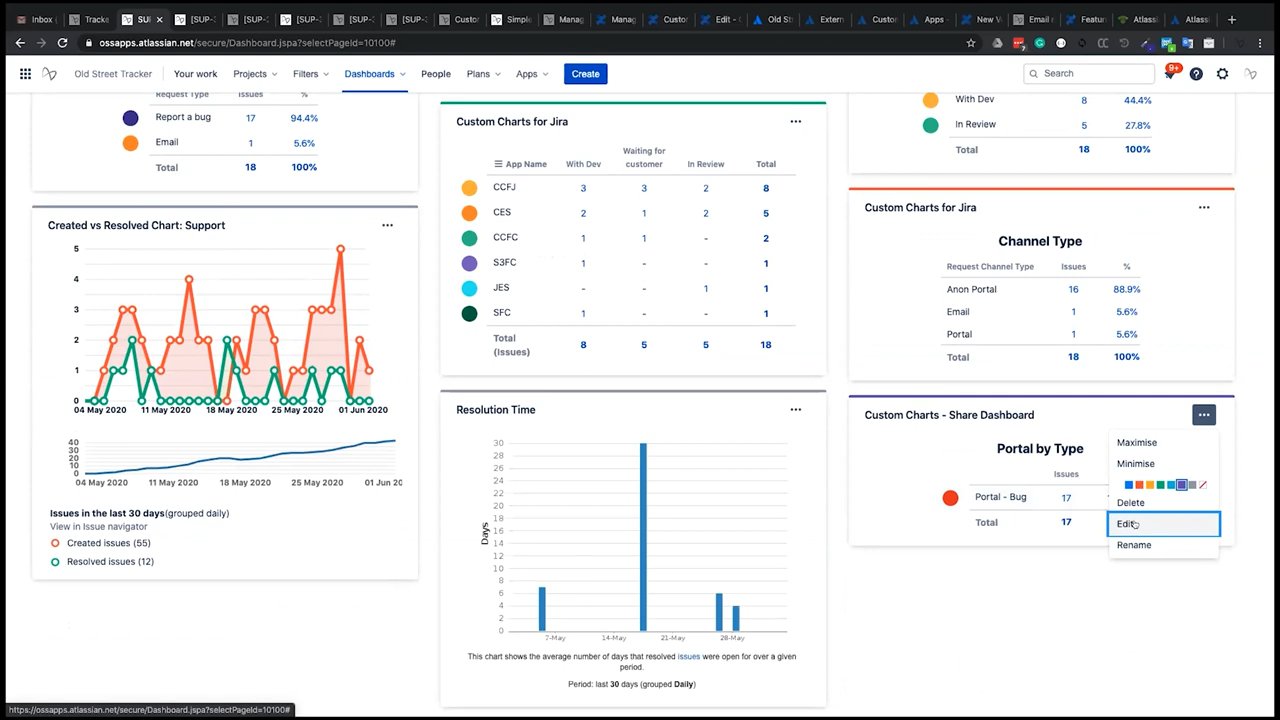 Inbox (
Tracke
SUI
[SUP-
[SUP-
[SUP-
[SUP-
[SUP-
Custor
Simple
Manag
Manag
Custor
Edit - C
Old Str
Extern
Custor
Apps -
New V
Email r
Featur
Atlassi
Atlassi
ossapps.atlassian.net/secure/Dashboard.jspa?selectPageId=10100#
Old Street Tracker
Your work
Projects
Filters
Dashboards
People
Plans
Apps
Create
Search
9+
Request Type Issues %
Report a bug 17 94.4%
Email 1 5.6%
Total 18 100%
Created vs Resolved Chart: Support
5
4
3
2
1
0
04 May 2020 11 May 2020 18 May 2020 25 May 2020 01 Jun 2020
40
30
20
10
0
04 May 2020 11 May 2020 18 May 2020 25 May 2020 01 Jun 20
Issues in the last 30 days(grouped daily)
View in Issue navigator
Created issues (55)
Resolved issues (12)
Custom Charts for Jira
App Name With Dev Waiting for customer In Review Total
CCFJ 3 3 2 8
CES 2 1 2 5
CCFC 1 1 - 2
S3FC 1 - - 1
JES - - 1 1
SFC 1 - - 1
Total (Issues) 8 5 5 18
Resolution Time
Days
30
28
26
24
22
20
18
16
14
12
10
8
6
4
2
0
7-May 14-May 21-May 28-May
This chart shows the average number of days that resolved issues were open for over a given
period.
Period: last 30 days (grouped Daily)
With Dev 8 44.4%
In Review 5 27.8%
Total 18 100%
Custom Charts for Jira
Channel Type
Request Channel Type Issues %
Anon Portal 16 88.9%
Email 1 5.6%
Portal 1 5.6%
Total 18 100%
Custom Charts - Share Dashboard
Portal by Type
Issues
Portal - Bug 17
Total 17
Maximise
Minimise
Delete
Edit
Rename
https://ossapps.atlassian.net/secure/Dashboard.jspa?selectPageId=10100#